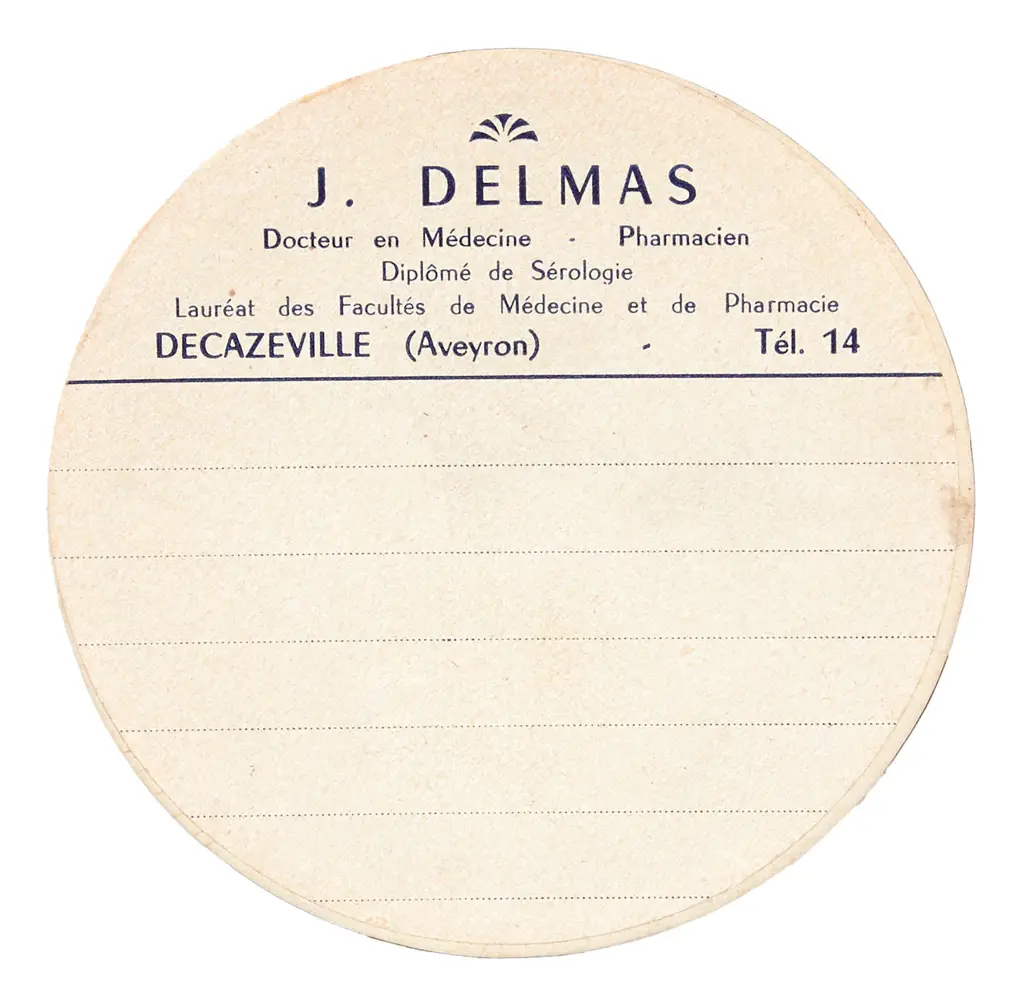 J. DELMAS
Docteur en Médecine - Pharmacien
Diplômé de Sérologie
Lauréat des Facultés de Médecine et de Pharmacie
DECAZEVILLE (Aveyron) - Tél. 14